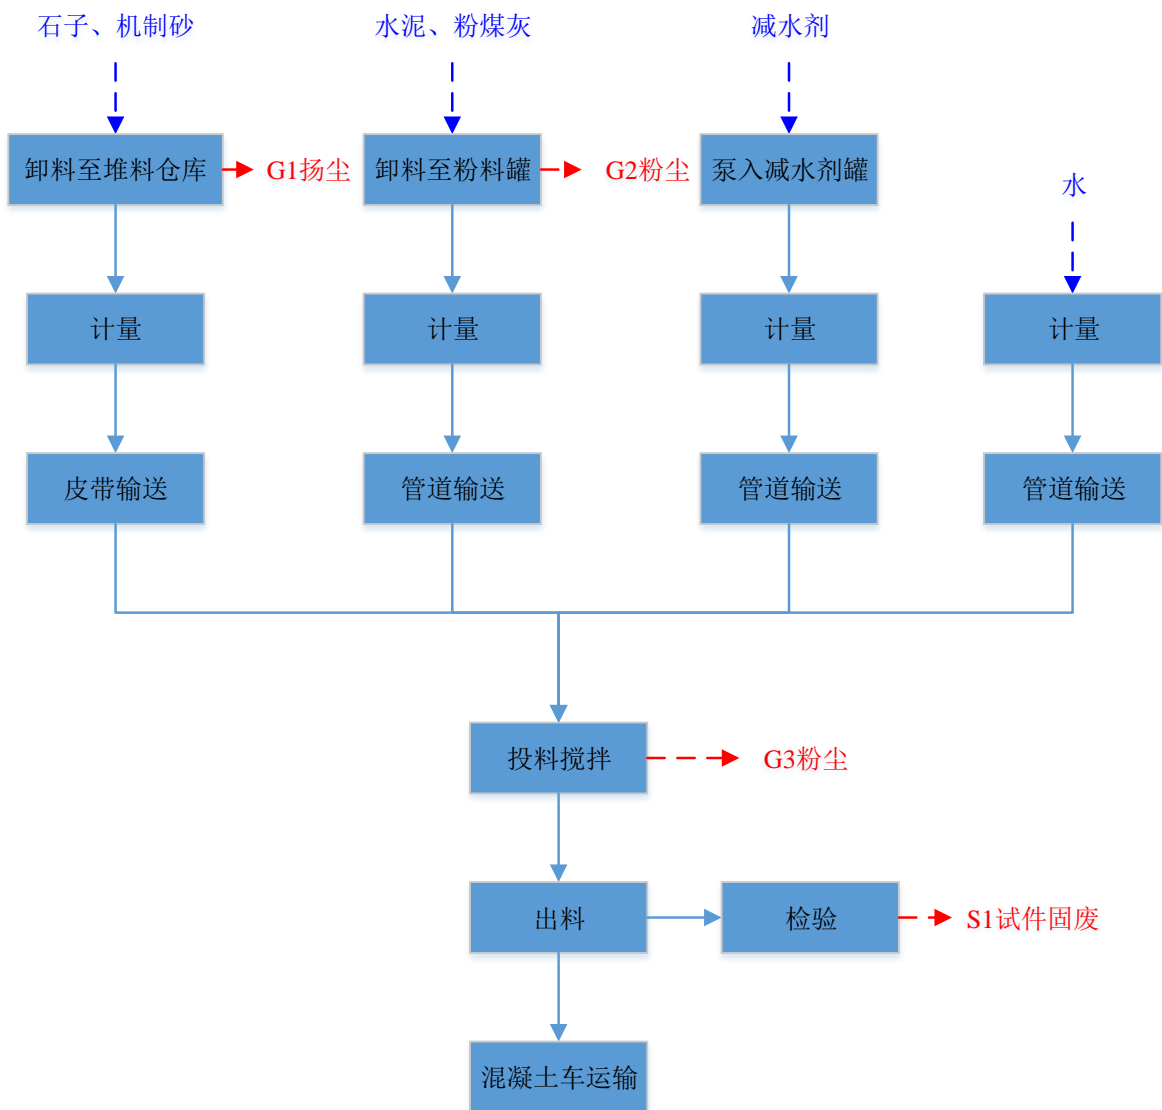 石子、机制砂
水泥、粉煤灰
减水剂
卸料至堆料仓库
G1扬尘
卸料至粉料罐
G2粉尘
泵入减水剂罐
水
计量
计量
计量
计量
皮带输送
管道输送
管道输送
管道输送
投料搅拌
G3粉尘
出料
检验
S1试件固废
混凝土车运输